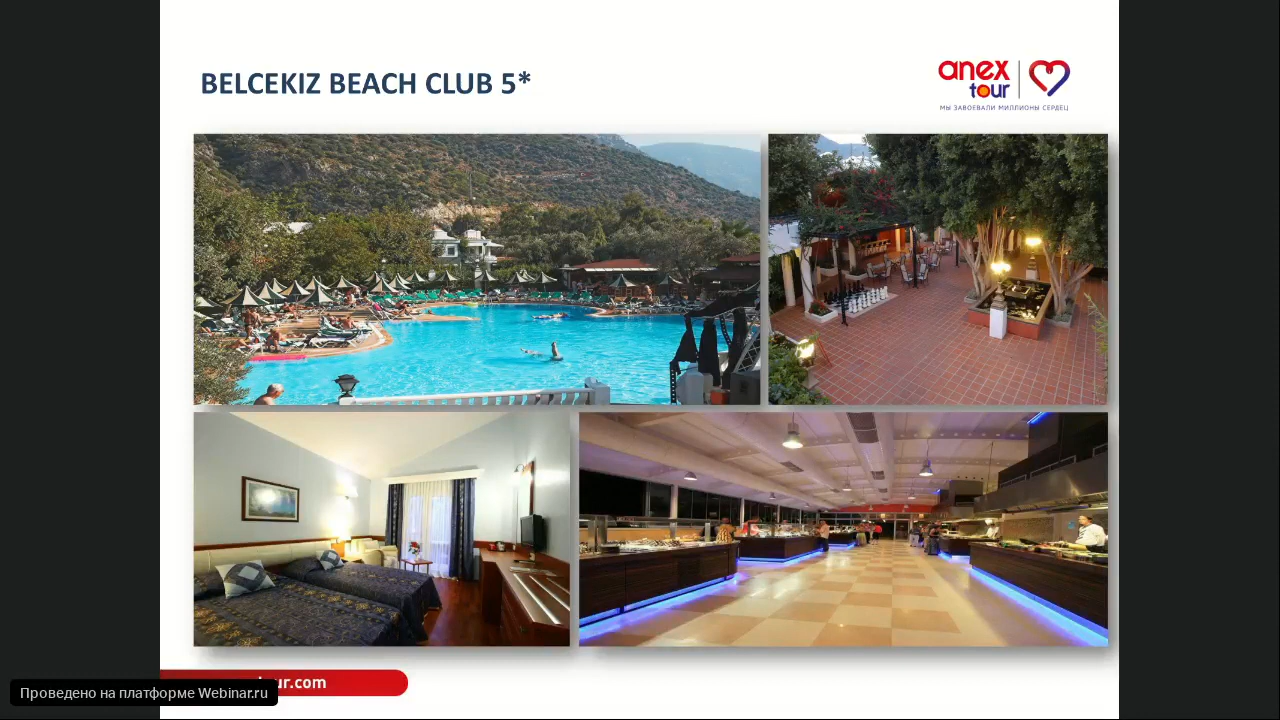 BELCEKIZ BEACH CLUB 5*
anex
tour
МЫ ЗАВОЕВАЛИ МИЛЛИОНЫ СЕРДЕЦ
ur.com
Проведено на платформе Webinar.ru